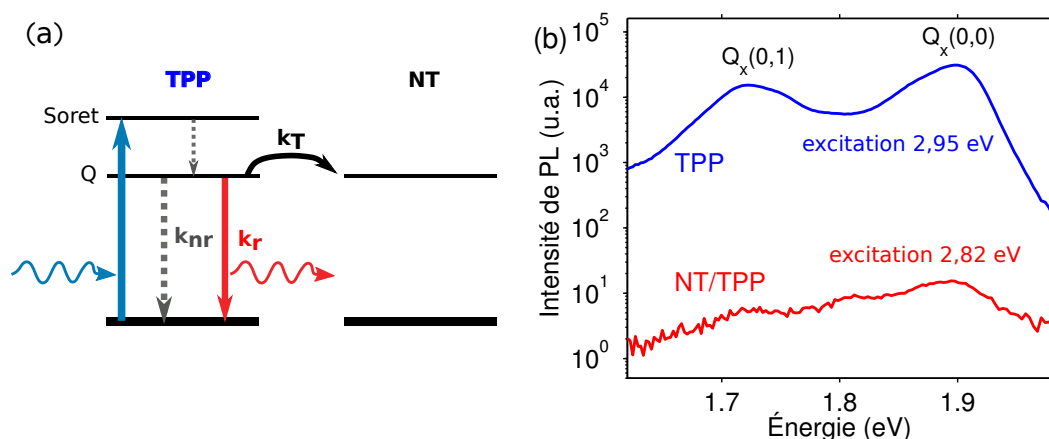 (a)
TPP
NT
Soret
Q
kT
knr
kr
(b)
Intensité de PL (u.a.)
10^5
10^4
10^3
10^2
10^1
10^0
Qx(0,1)
Qx(0,0)
excitation 2,95 eV
TPP
excitation 2,82 eV
NT/TPP
1.7
1.8
1.9
Énergie (eV)